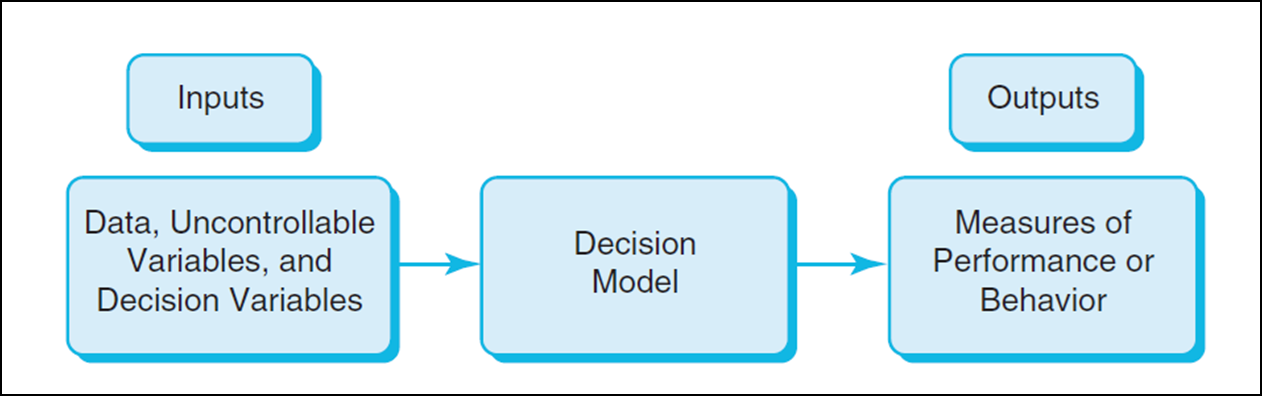 Inputs
Outputs
Data, Uncontrollable
Variables, and
Decision Variables
Decision
Model
Measures of
Performance or
Behavior